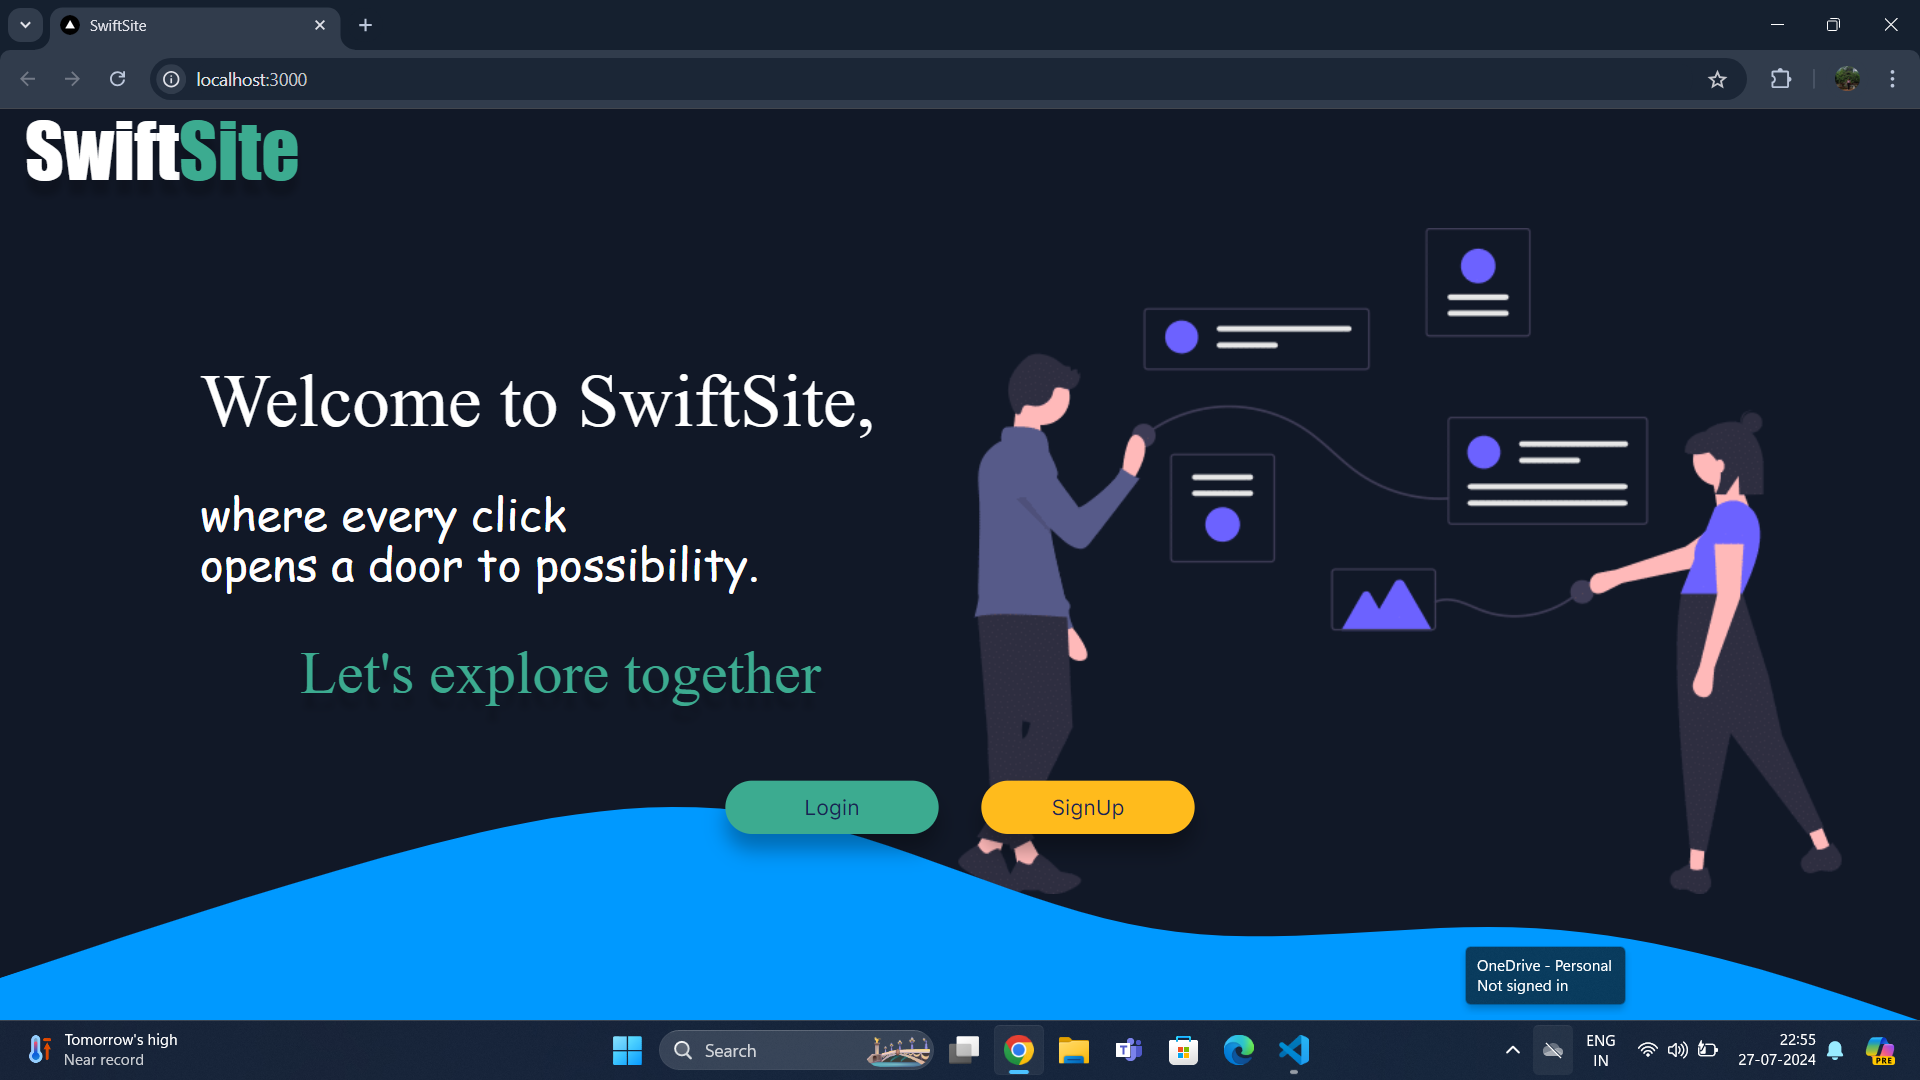 SwiftSite
localhost:3000
SwiftSite
Welcome to SwiftSite,
where every click
opens a door to possibility.
Let's explore together
Login
SignUp
OneDrive - Personal
Not signed in
Tomorrow's high
Near record
Search
ENG
IN
22:55
27-07-2024
PRE